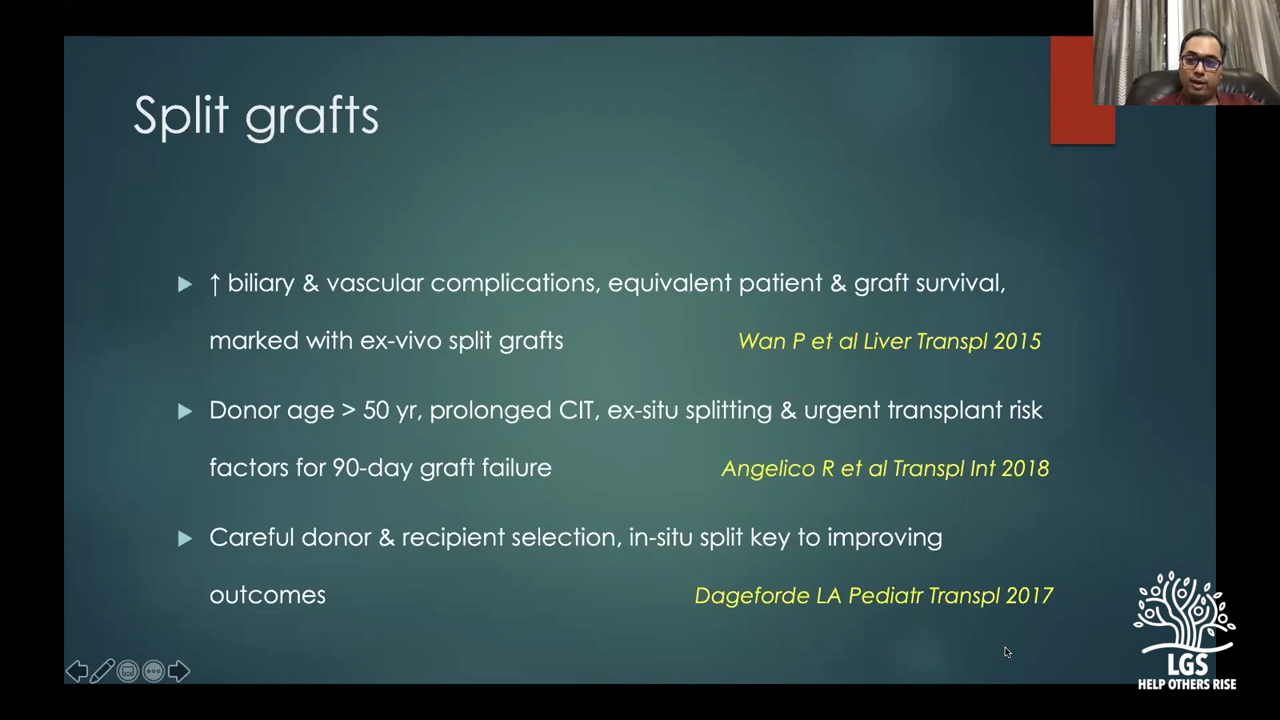 Split grafts
↑ biliary & vascular complications, equivalent patient & graft survival,
marked with ex-vivo split grafts Wan P et al Liver Transpl 2015
Donor age > 50 yr, prolonged CIT, ex-situ splitting & urgent transplant risk
factors for 90-day graft failure Angelico R et al Transpl Int 2018
Careful donor & recipient selection, in-situ split key to improving
outcomes Dageforde LA Pediatr Transpl 2017
LGS
HELP OTHERS RISE